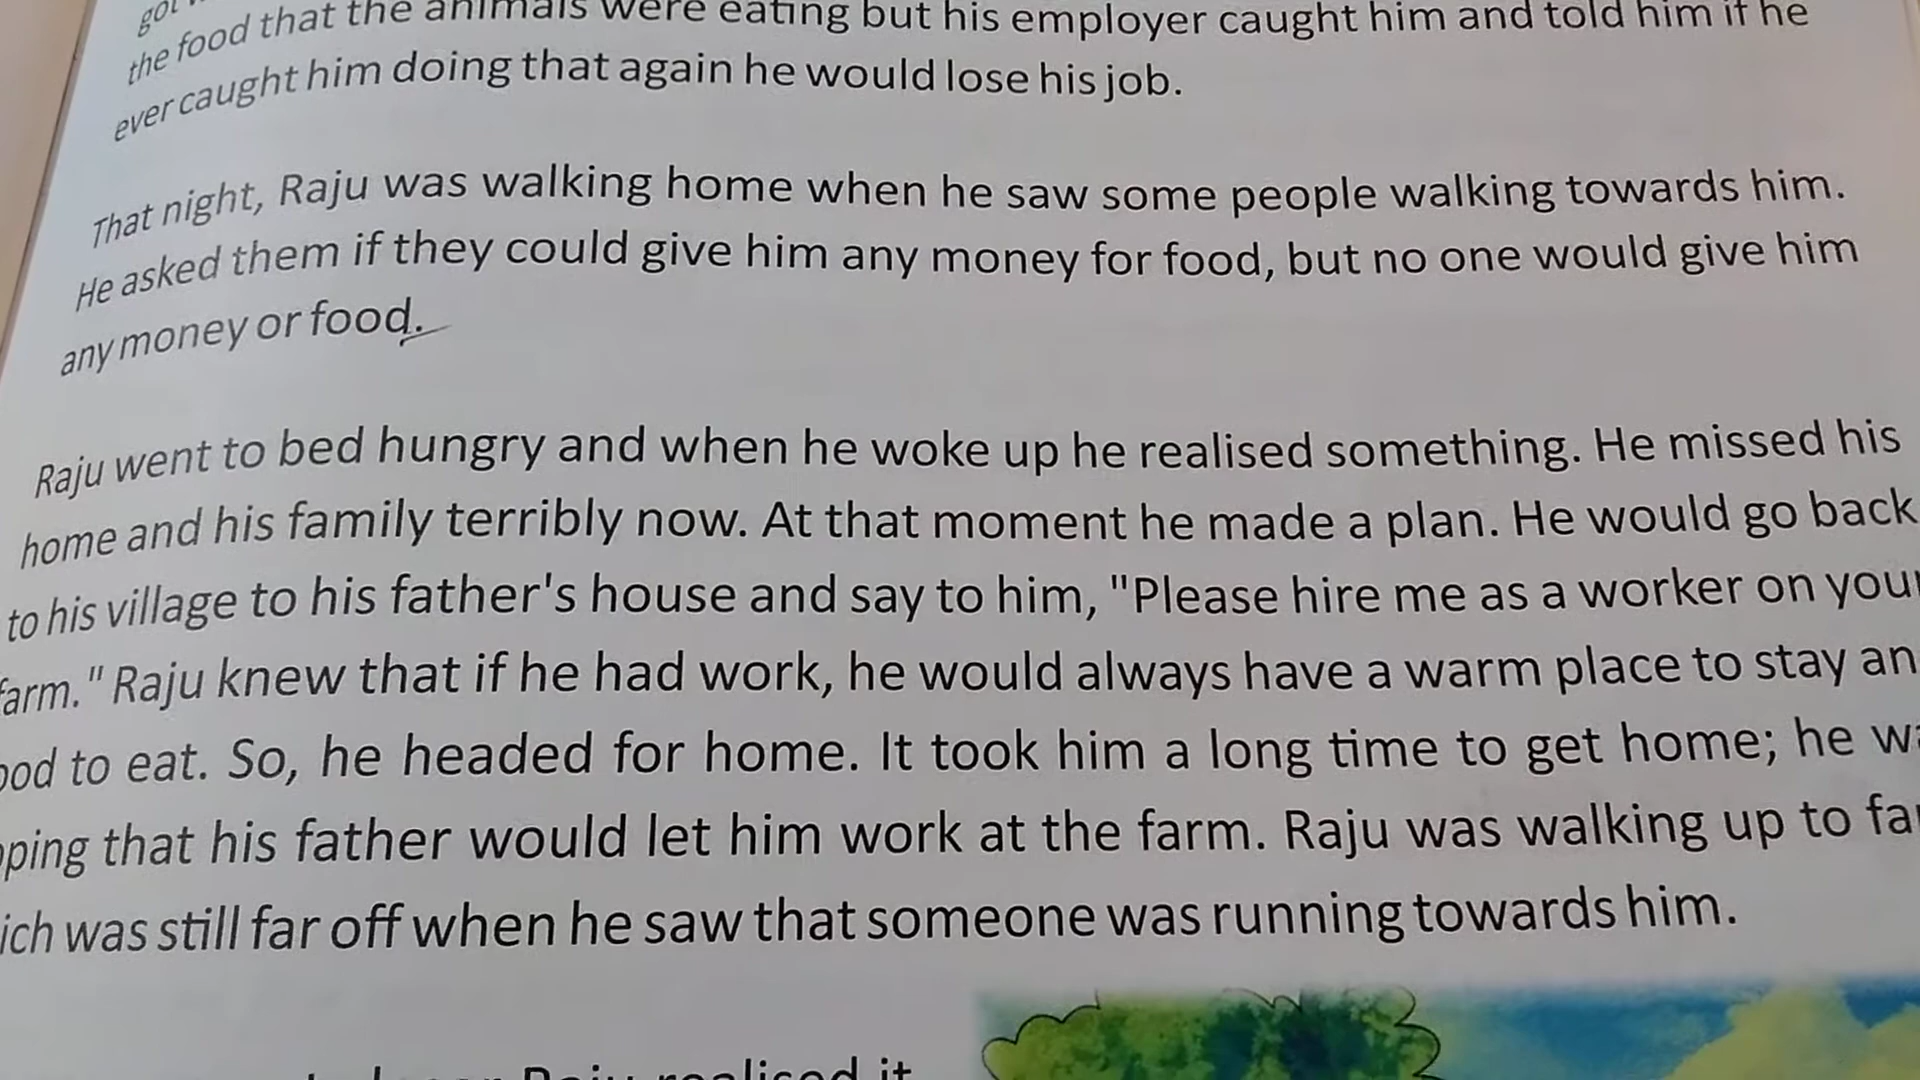 the food that the animals were eating but his employer caught him and told him if he
ever caught him doing that again he would lose his job.
That night, Raju was walking home when he saw some people walking towards him.
He asked them if they could give him any money for food, but no one would give him
any money or food.
Raju went to bed hungry and when he woke up he realised something. He missed his
home and his family terribly now. At that moment he made a plan. He would go back
to his village to his father's house and say to him, "Please hire me as a worker on
farm." Raju knew that if he had work, he would always have a warm place to stay
to eat. So, he headed for home. It took him a long time to get home; he
that his father would let him work at the farm. Raju was walking up to
was still far off when he saw that someone was running towards him.
Raju realised it